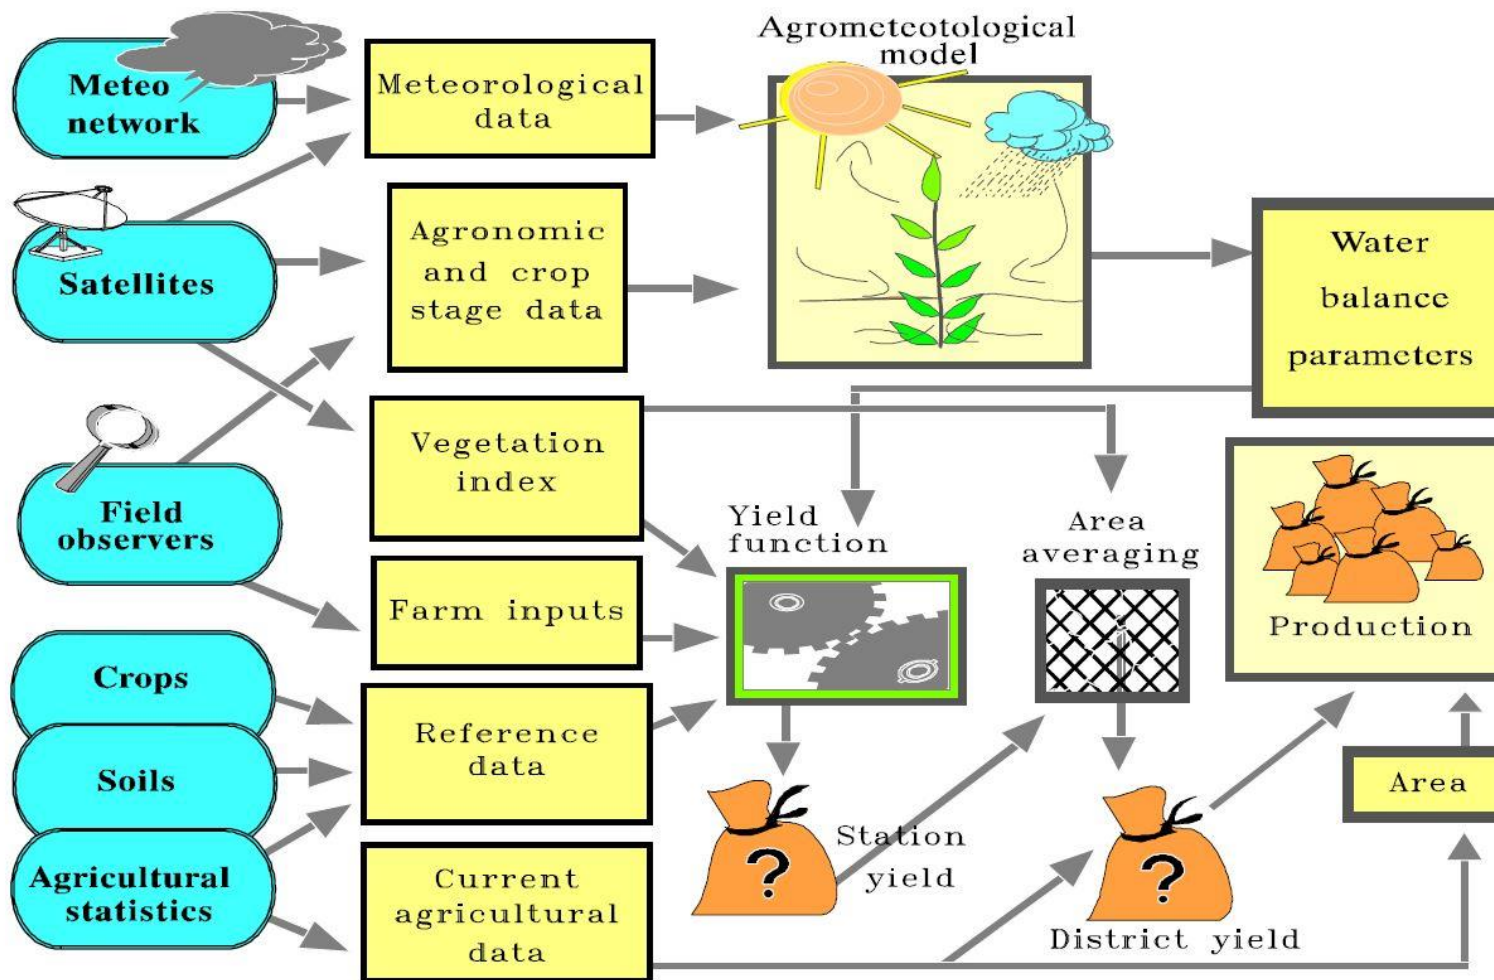 Agrometeotological
model
Meteo
network
Meteorological
data
Satellites
Agronomic
and crop
stage data
Water
balance
parameters
Vegetation
index
Field
observers
Yield
function
Area
averaging
Farm inputs
Production
Crops
Reference
data
Soils
Area
Station
yield
?
?
Agricultural
statistics
Current
agricultural
data
District yield